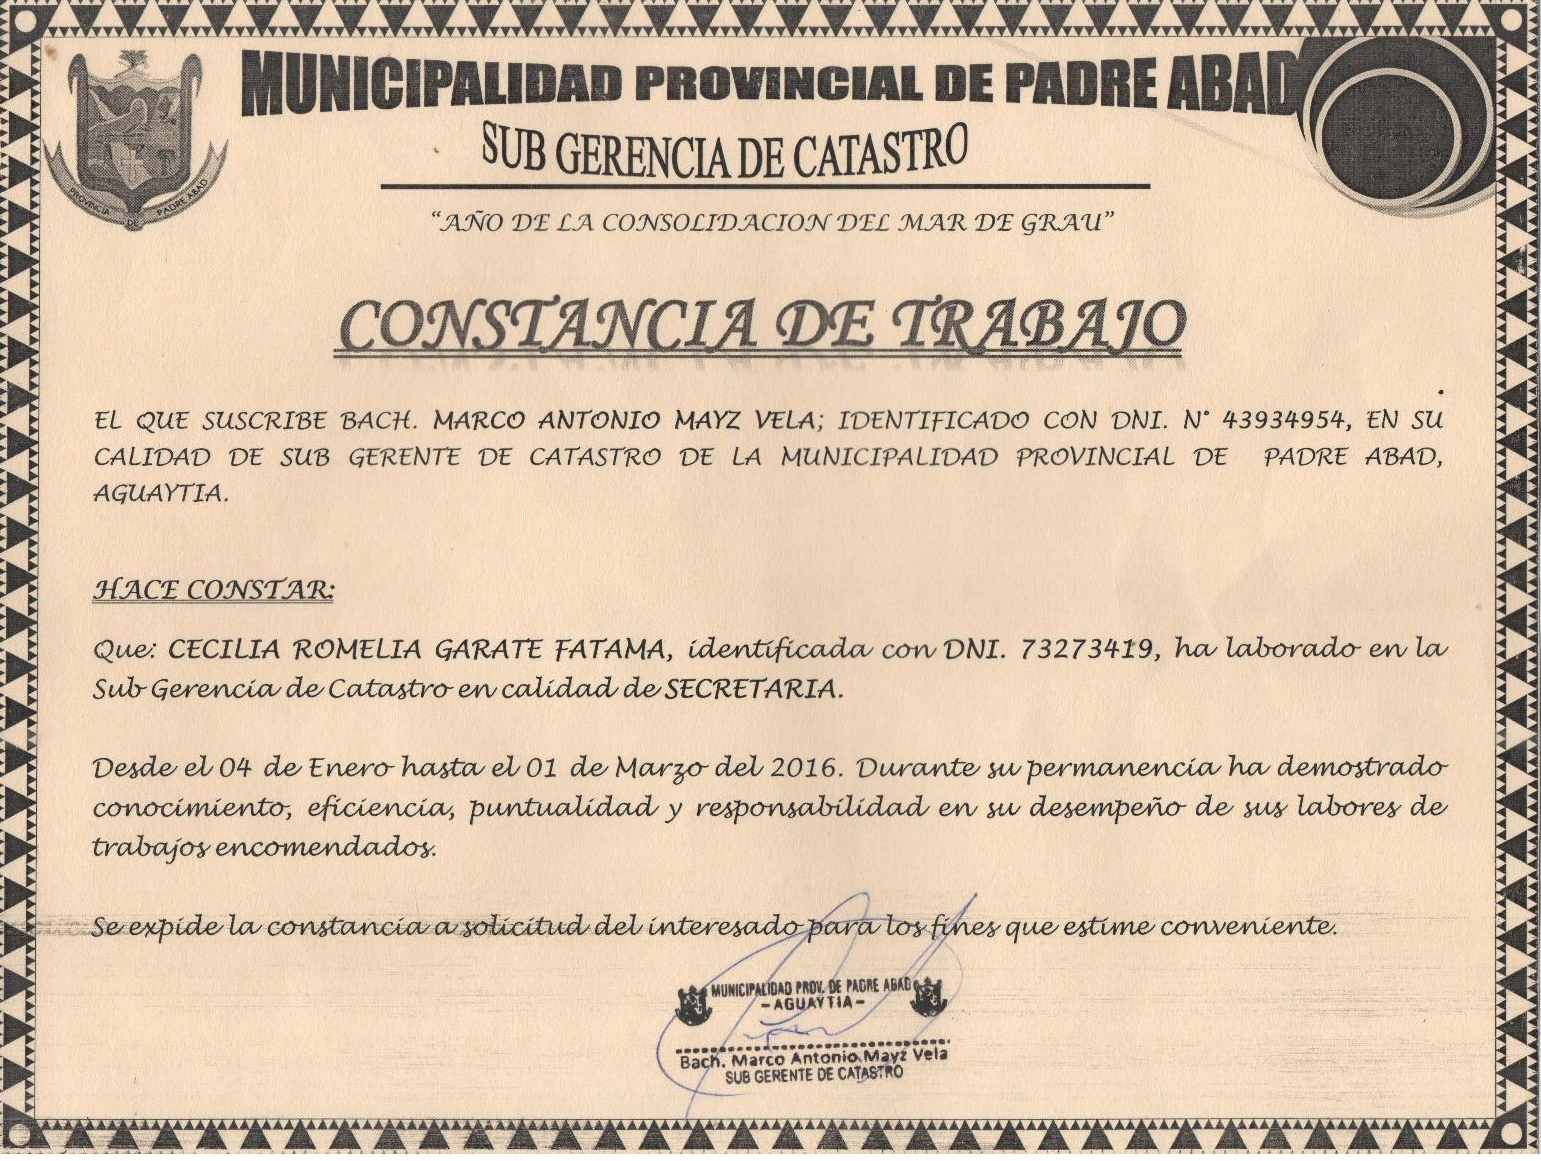 MUNICIPALIDAD PROVINCIAL DE PADRE ABAD
SUB GERENCIA DE CATASTRO
PROVINCIA DE PADRE ABAD
“AÑO DE LA CONSOLIDACION DEL MAR DE GRAU”
CONSTANCIA DE TRABAJO
EL QUE SUSCRIBE BACH. MARCO ANTONIO MAYZ VELA; IDENTIFICADO CON DNI. N° 43934954, EN SU
CALIDAD DE SUB GERENTE DE CATASTRO DE LA MUNICIPALIDAD PROVINCIAL DE PADRE ABAD,
AGUAYTIA.
HACE CONSTAR:
Que: CECILIA ROMELIA GARATE FATAMA, identificada con DNI. 73273419, ha laborado en la
Sub Gerencia de Catastro en calidad de SECRETARIA.
Desde el 04 de Enero hasta el 01 de Marzo del 2016. Durante su permanencia ha demostrado
conocimiento, eficiencia, puntualidad y responsabilidad en su desempeño de sus labores de
trabajos encomendados.
Se expide la constancia a solicitud del interesado para los fines que estime conveniente.
MUNICIPALIDAD PROV. DE PADRE ABAD
-AGUAYTIA-
Bach. Marco Antonio Mayz Vela
SUB GERENTE DE CATASTRO